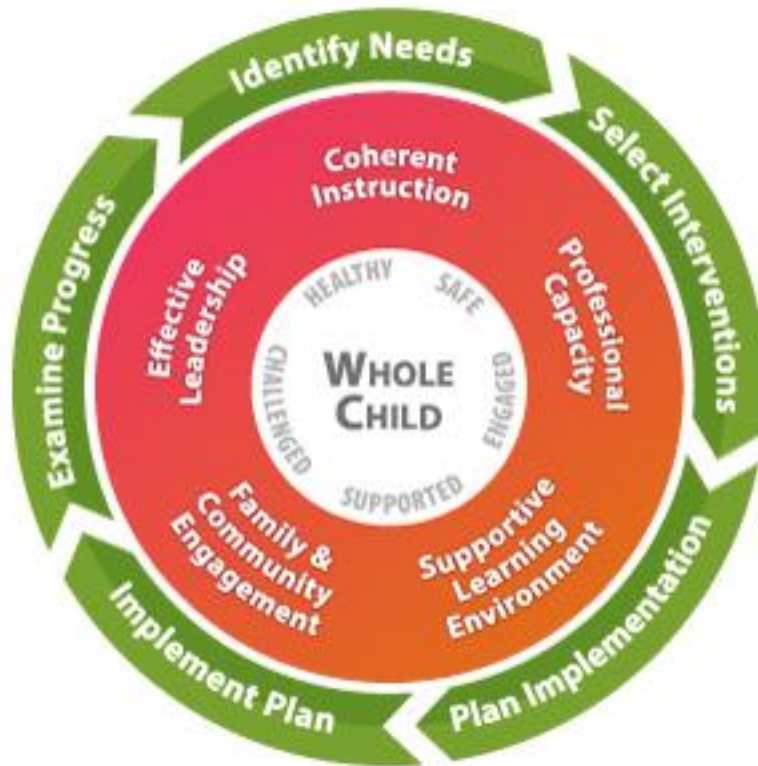 Identify Needs
Select Interventions
Plan Implementation
Implement Plan
Examine Progress
Coherent
Instruction
Professional
Capacity
Supportive
Learning
Environment
Family &
Community
Engagement
Effective
Leadership
HEALTHY
SAFE
ENGAGED
SUPPORTED
CHALLENGED
WHOLE
CHILD